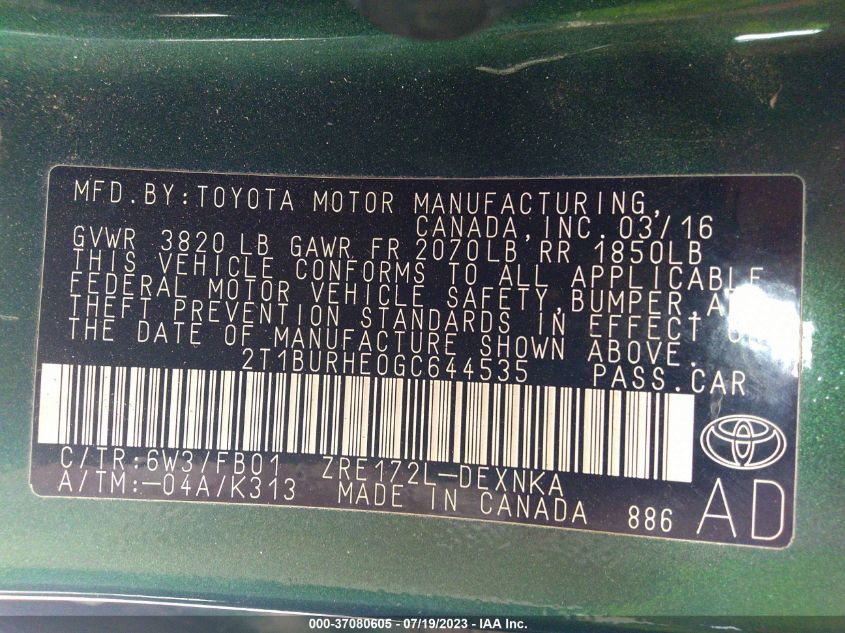 MFD.BY:TOYOTA MOTOR MANUFACTURING,
CANADA,INC. 03/16
GVWR 3820 LB GAWR FR 2070LB RR 1850LB
THIS VEHICLE CONFORMS TO ALL APPLICABLE
FEDERAL MOTOR VEHICLE SAFETY,BUMPER,
THEFT PREVENTION STANDARDS IN EFFECT
THE DATE OF MANUFACTURE SHOWN ABOVE.
2T1BURHE0GC644535 PASS.CAR
C/TR:6W3/FB01 ZRE172L-DEXNKA
A/TM:-04A/K313 MADE IN CANADA 886 AD
000-37080605 - 07/19/2023 - IAA Inc.